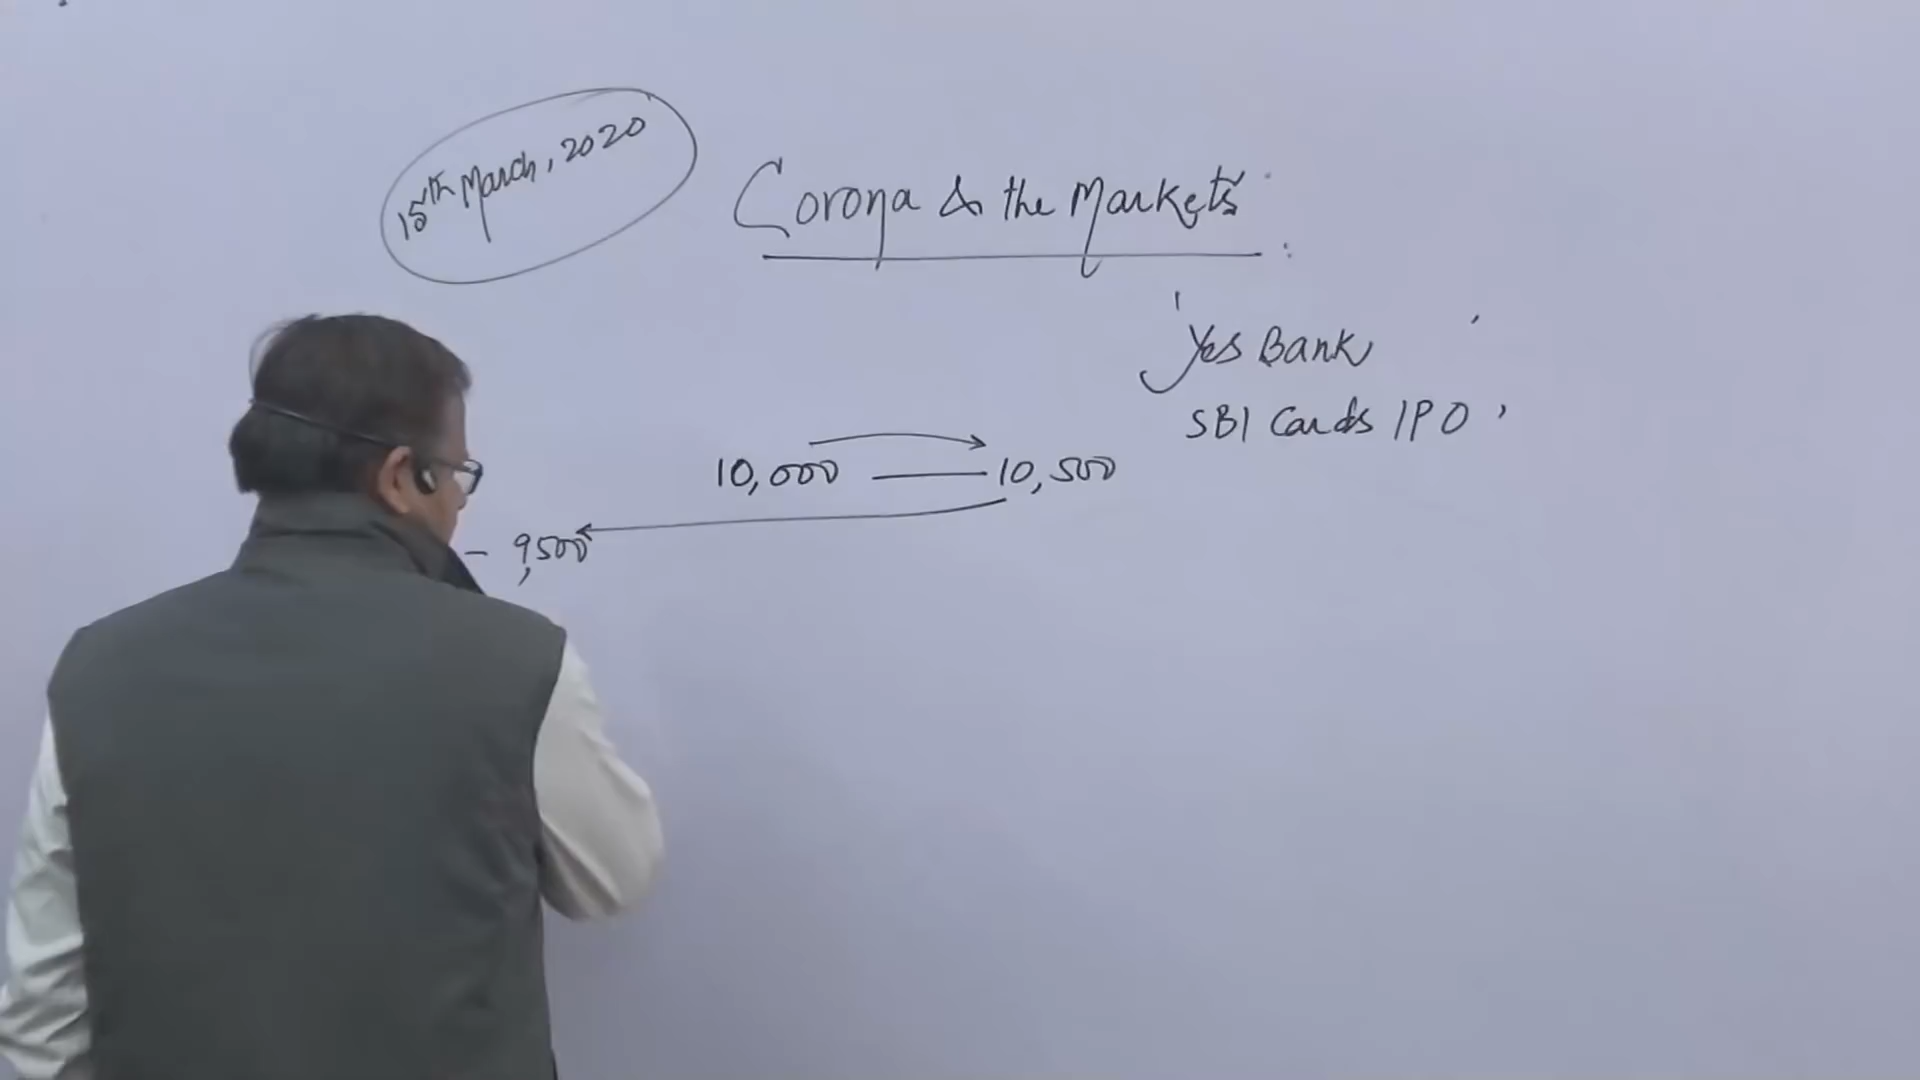 15th March, 2020
Corona & the Markets
Yes Bank
SBI Cards IPO
10,000 — 10,500
— 9,500